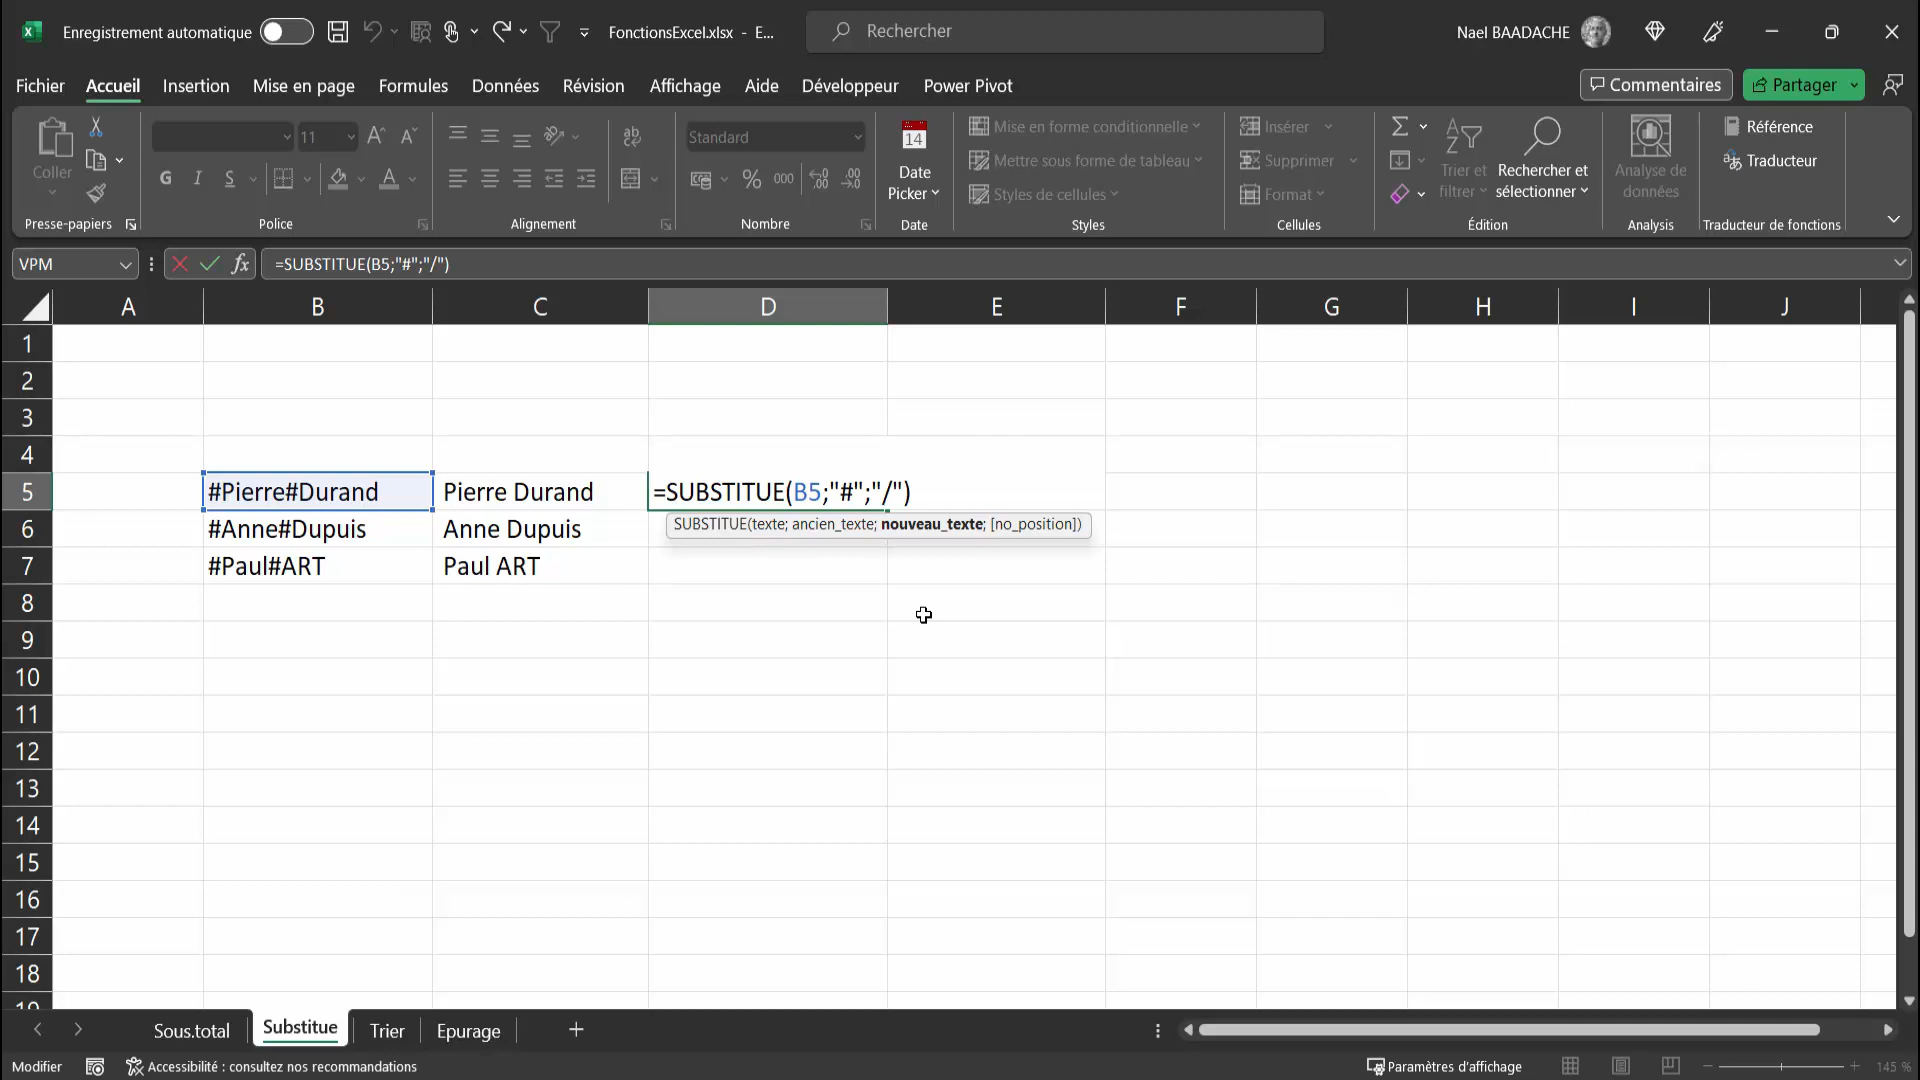 Enregistrement automatique
FonctionsExcel.xlsx - E...
Rechercher
Nael BAADACHE
Fichier Accueil Insertion Mise en page Formules Données Révision Affichage Aide Développeur Power Pivot
Commentaires
Partager
Coller
Presse-papiers
11
G I S
Police
ab
Alignement
Standard
% 000
,00
Nombre
14
Date
Picker
Date
Mise en forme conditionnelle
Mettre sous forme de tableau
Styles de cellules
Styles
Insérer
Supprimer
Format
Cellules
Trier et
filtrer
Rechercher et
sélectionner
Édition
Analyse de
données
Analysis
Référence
Traducteur
Traducteur de fonctions
VPM
fx
=SUBSTITUE(B5;"#";"/")
A B C D E F G H I J
1
2
3
4
5 #Pierre#Durand Pierre Durand =SUBSTITUE(B5;"#";"/")
SUBSTITUE(texte; ancien_texte; nouveau_texte; [no_position])
6 #Anne#Dupuis Anne Dupuis
7 #Paul#ART Paul ART
8
9
10
11
12
13
14
15
16
17
18
19
Sous.total Substitue Trier Epurage
Modifier
Accessibilité : consultez nos recommandations
Paramètres d'affichage
145 %